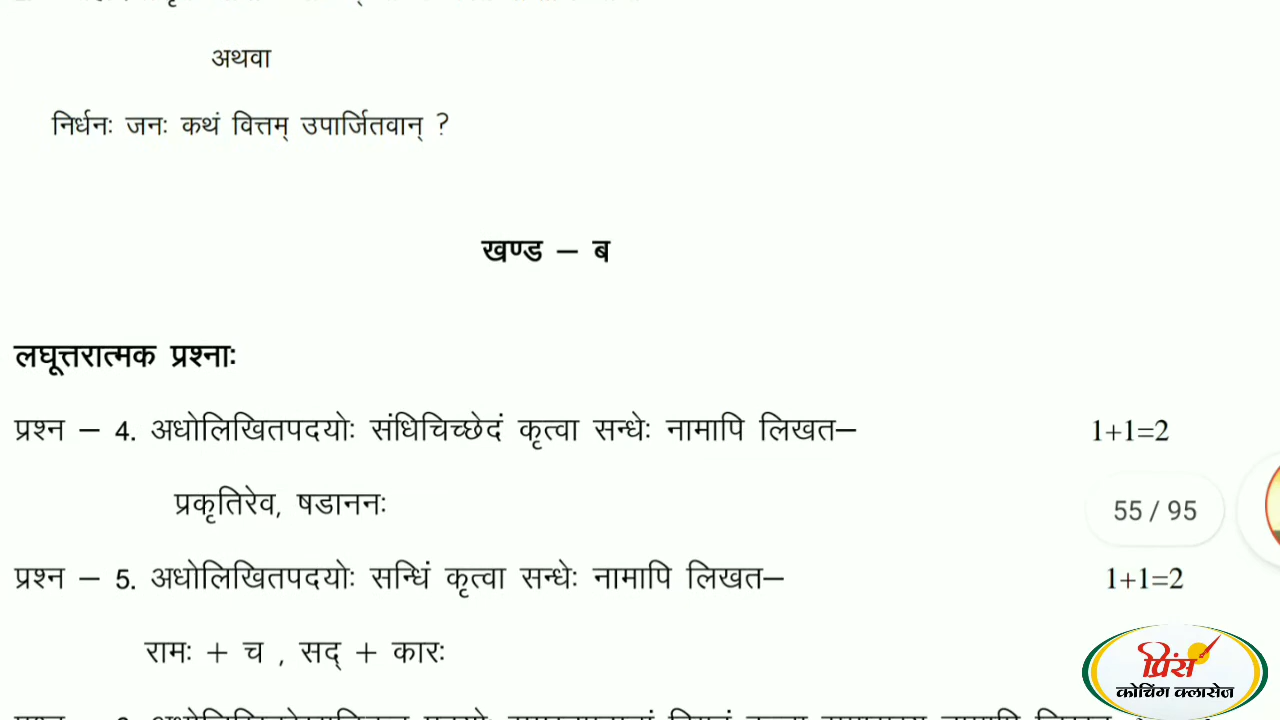 अथवा
निर्धनः जनः कथं वित्तम् उपार्जितवान् ?
खण्ड – ब
लघूत्तरात्मक प्रश्नाः
प्रश्न – 4. अधोलिखितपदयोः संधिचिच्छेदं कृत्वा सन्धेः नामापि लिखत– 1+1=2
प्रकृतिरेव, षडाननः
55 / 95
प्रश्न – 5. अधोलिखितपदयोः सन्धिं कृत्वा सन्धेः नामापि लिखत– 1+1=2
रामः + च , सद् + कारः
प्रिंस
कोचिंग क्लासेज